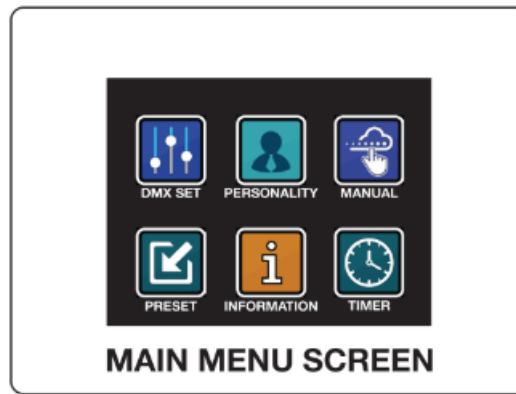 DMX SET PERSONALITY MANUAL
PRESET INFORMATION TIMER
MAIN MENU SCREEN